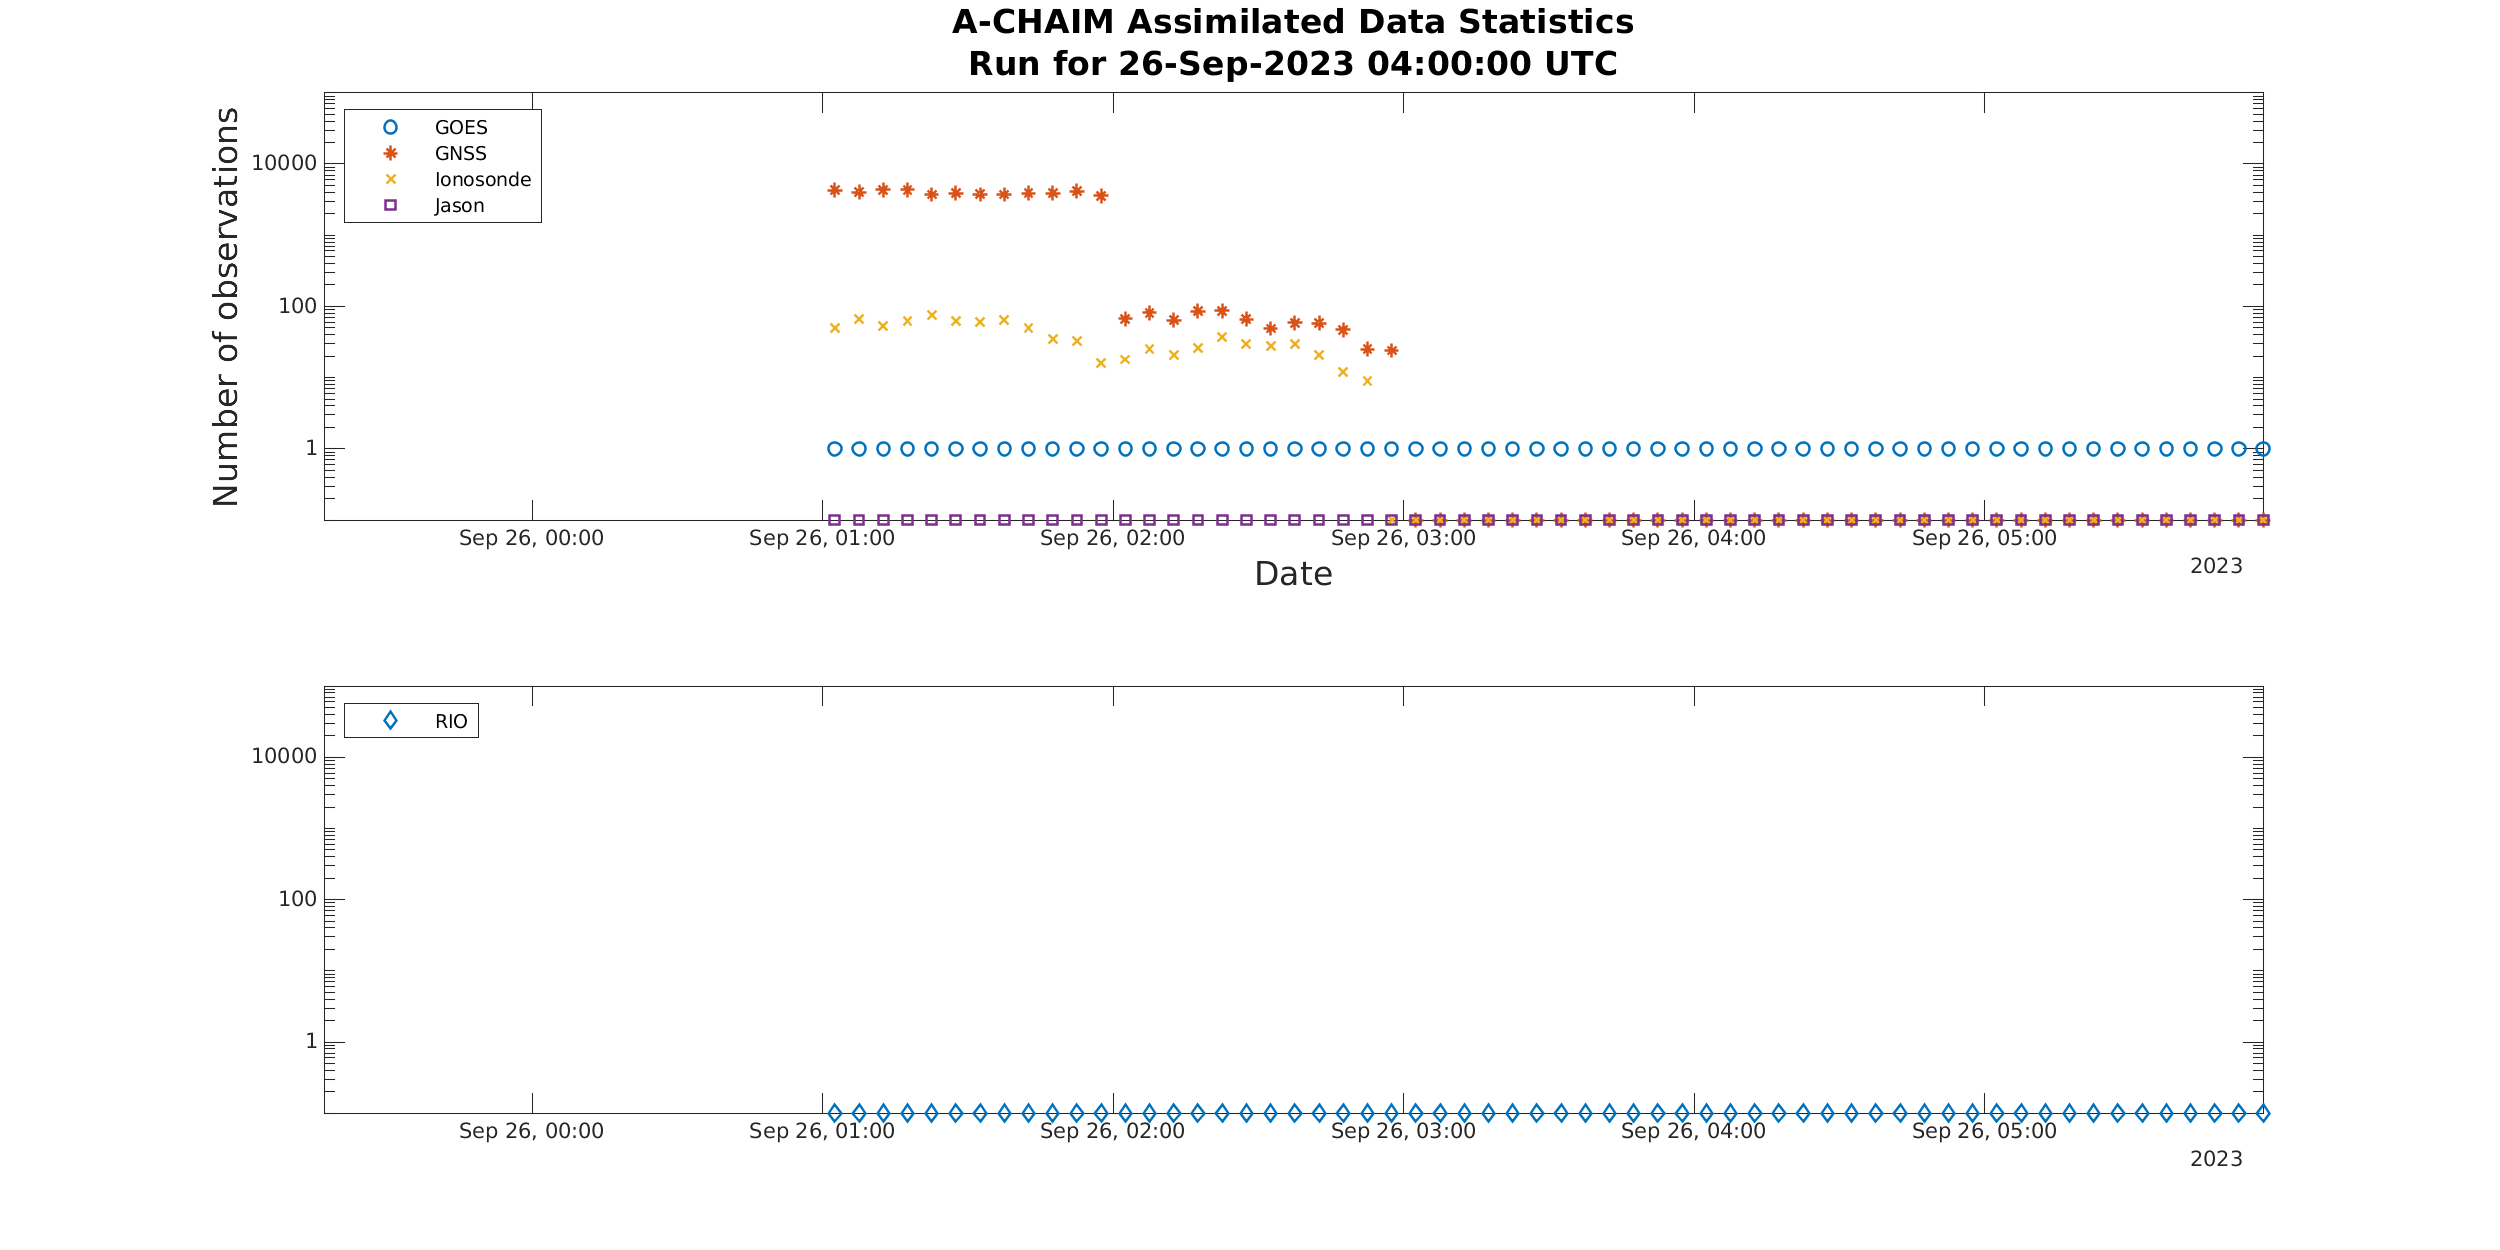 A-CHAIM Assimilated Data Statistics
Run for 26-Sep-2023 04:00:00 UTC
Number of observations
10000
100
1
GOES
GNSS
Ionosonde
Jason
Sep 26, 00:00
Sep 26, 01:00
Sep 26, 02:00
Sep 26, 03:00
Sep 26, 04:00
Sep 26, 05:00
2023
Date
10000
100
1
RIO
Sep 26, 00:00
Sep 26, 01:00
Sep 26, 02:00
Sep 26, 03:00
Sep 26, 04:00
Sep 26, 05:00
2023